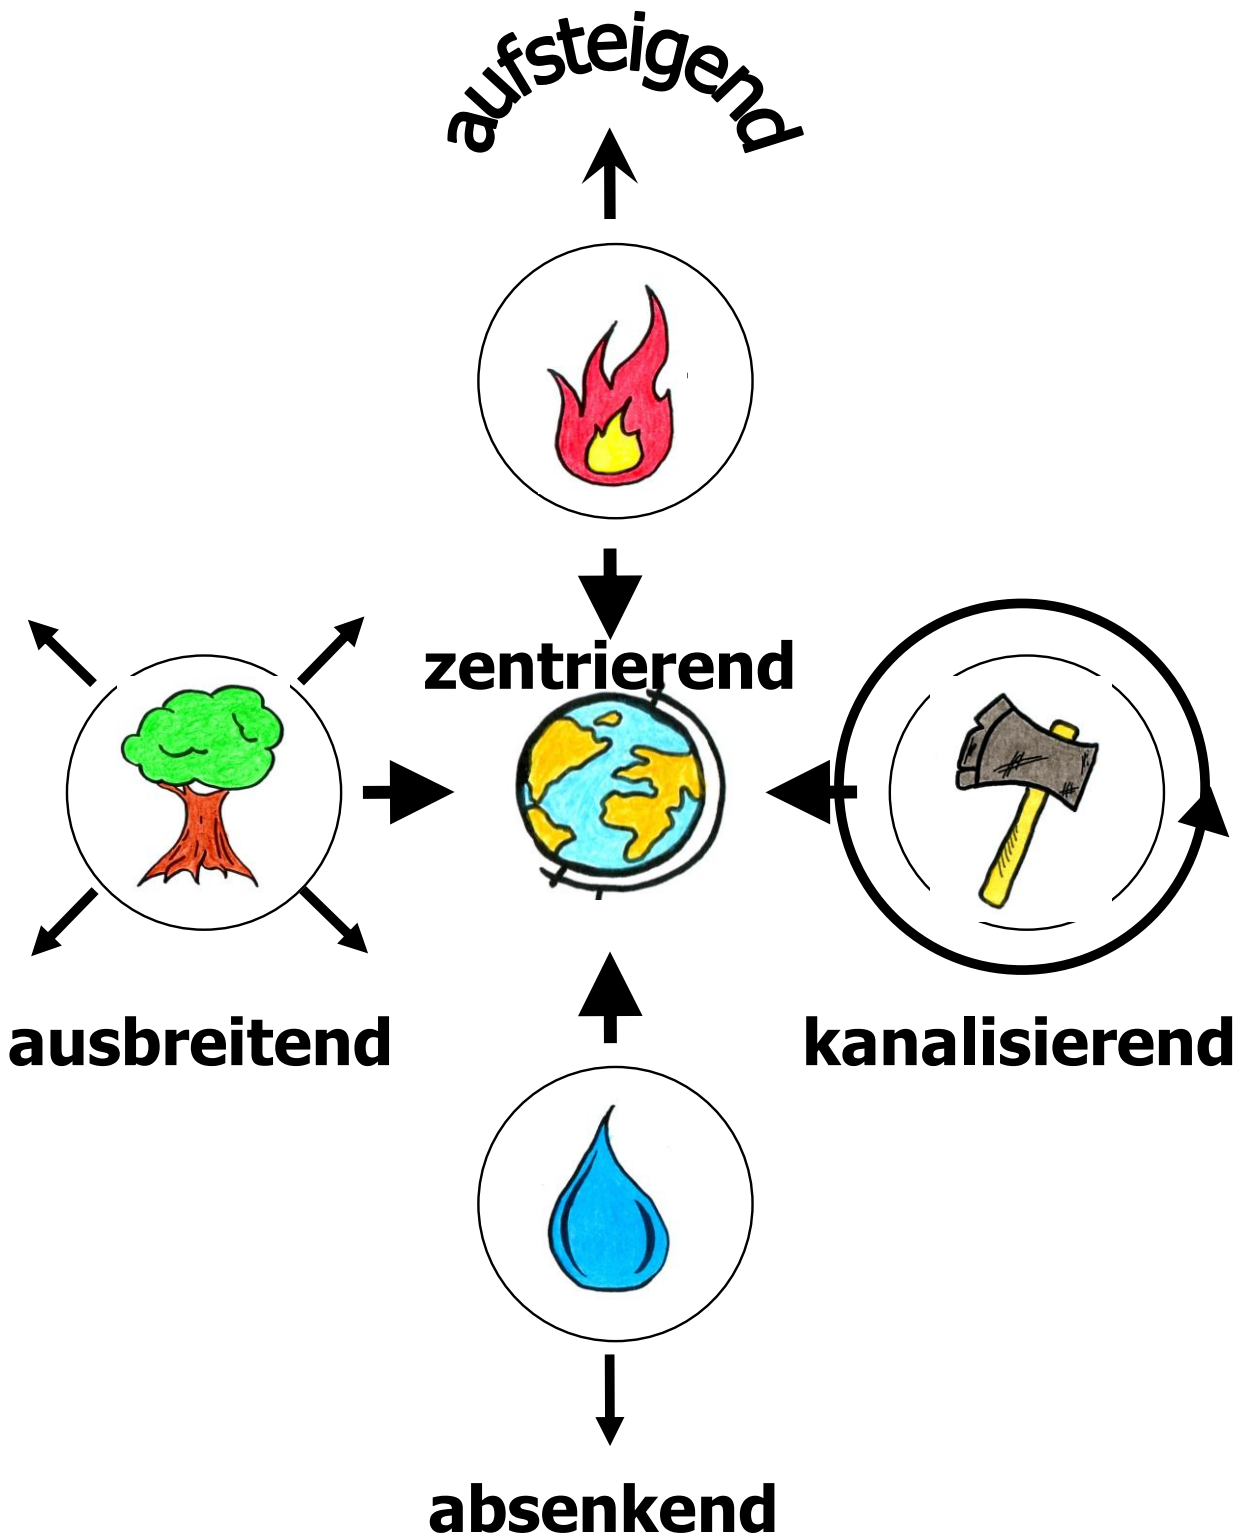 aufsteigend
zentrierend
ausbreitend
kanalisierend
absenkend